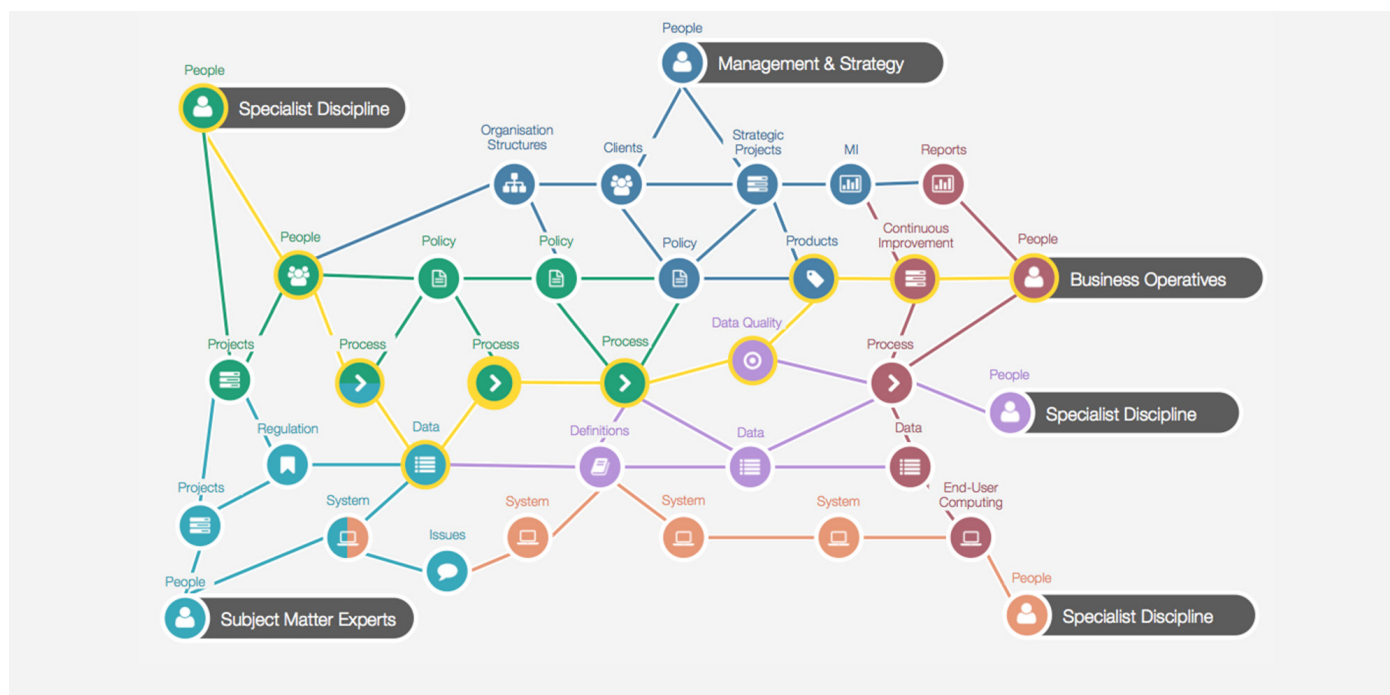 People
Management & Strategy
People
Specialist Discipline
Organisation
Structures
Clients
Strategic
Projects
MI
Reports
People
Policy
Policy
Policy
Products
Continuous
Improvement
People
Business Operatives
Projects
Process
Process
Process
Data Quality
Process
People
Specialist Discipline
Regulation
Data
Definitions
Data
Data
Projects
System
System
System
System
End-User
Computing
Issues
People
Subject Matter Experts
People
Specialist Discipline